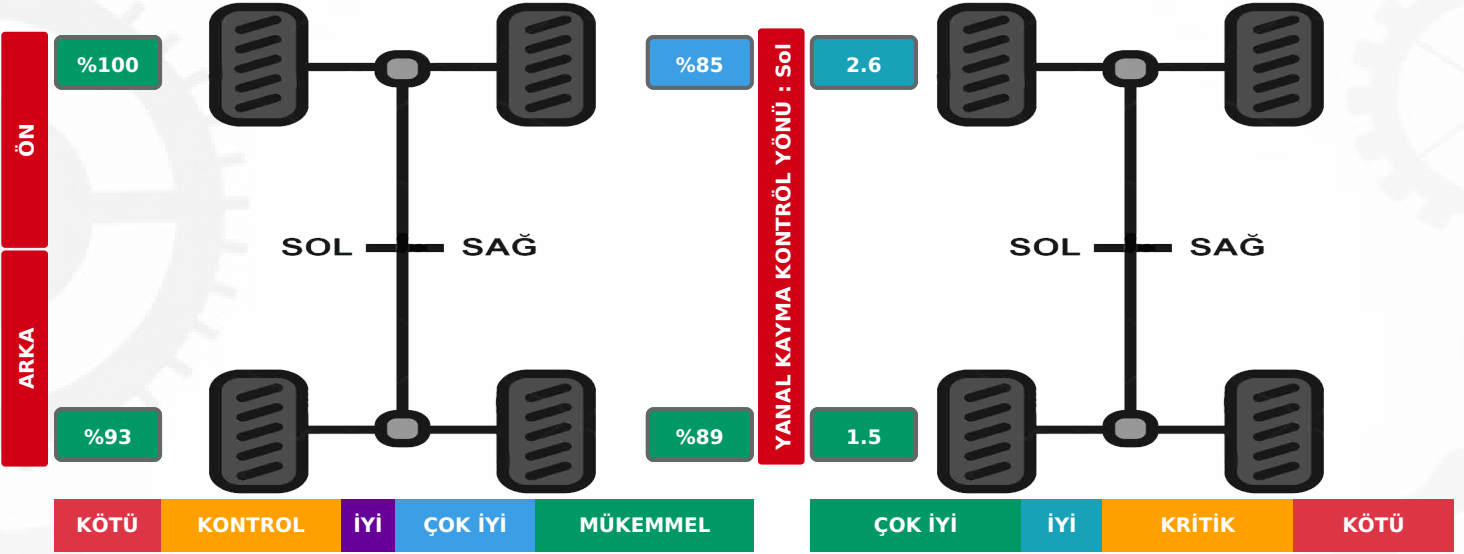 %100
%85
2.6
ÖN
YANAL KAYMA KONTRÖL YÖNÜ : Sol
SOL SAĞ
SOL SAĞ
ARKA
%93
%89
1.5
KÖTÜ KONTROL İYİ ÇOK İYİ MÜKEMMEL
ÇOK İYİ İYİ KRİTİK KÖTÜ